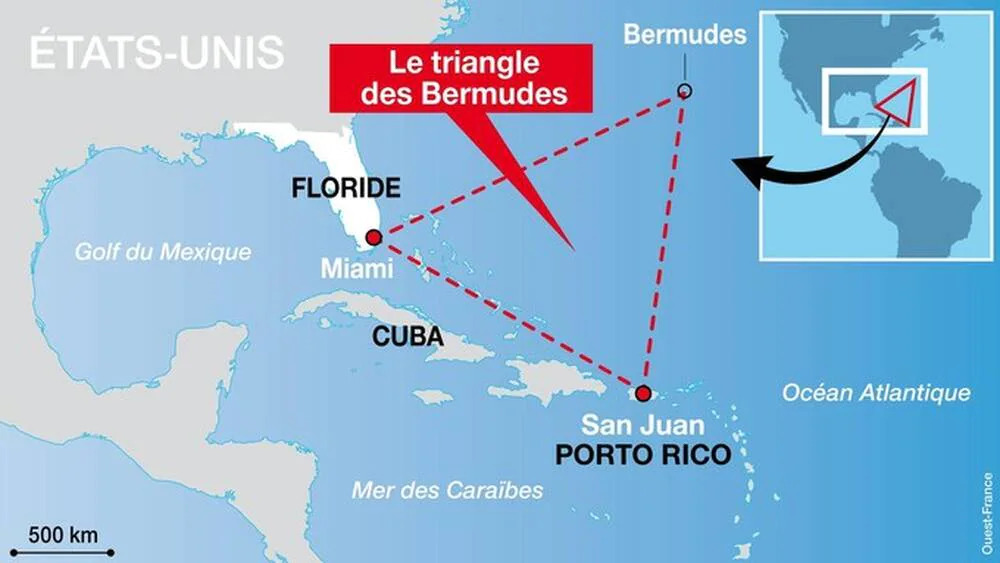 ÉTATS-UNIS
Bermudes
Le triangle
des Bermudes
FLORIDE
Golf du Mexique
Miami
CUBA
Océan Atlantique
San Juan
PORTO RICO
Mer des Caraïbes
500 km
Ouest-France